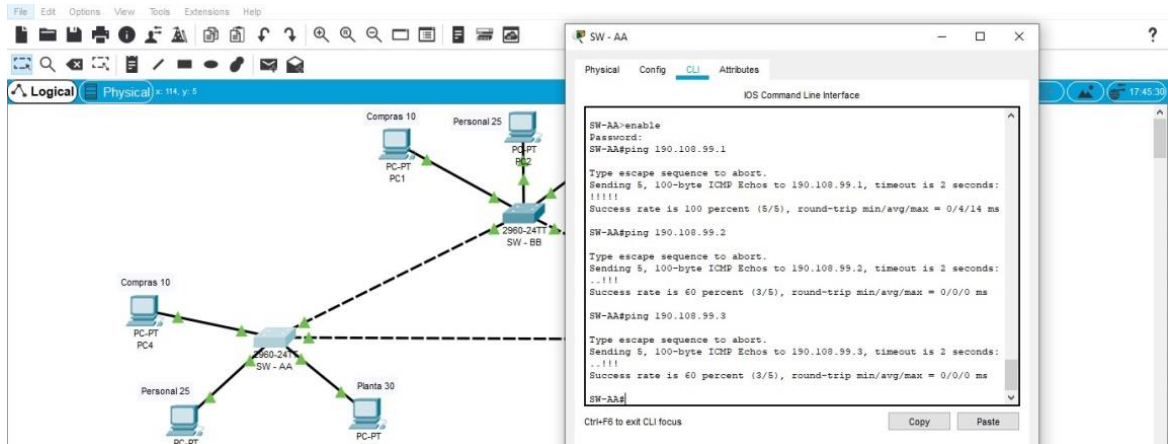 File Edit Options View Tools Extensions Help
Logical
Physical x: 114, y: 5
17:45:30
?
Compras 10
PC-PT
PC1
Personal 25
PC-PT
PC2
2960-24TT
SW - BB
Compras 10
PC-PT
PC4
2960-24TT
SW - AA
Personal 25
PC-PT
Planta 30
PC-PT
SW - AA
Physical Config CLI Attributes
IOS Command Line Interface
SW-AA>enable
Password:
SW-AA#ping 190.108.99.1
Type escape sequence to abort.
Sending 5, 100-byte ICMP Echos to 190.108.99.1, timeout is 2 seconds:
!!!!!
Success rate is 100 percent (5/5), round-trip min/avg/max = 0/4/14 ms
SW-AA#ping 190.108.99.2
Type escape sequence to abort.
Sending 5, 100-byte ICMP Echos to 190.108.99.2, timeout is 2 seconds:
..!!!
Success rate is 60 percent (3/5), round-trip min/avg/max = 0/0/0 ms
SW-AA#ping 190.108.99.3
Type escape sequence to abort.
Sending 5, 100-byte ICMP Echos to 190.108.99.3, timeout is 2 seconds:
..!!!
Success rate is 60 percent (3/5), round-trip min/avg/max = 0/0/0 ms
SW-AA#
Ctrl+F6 to exit CLI focus
Copy
Paste